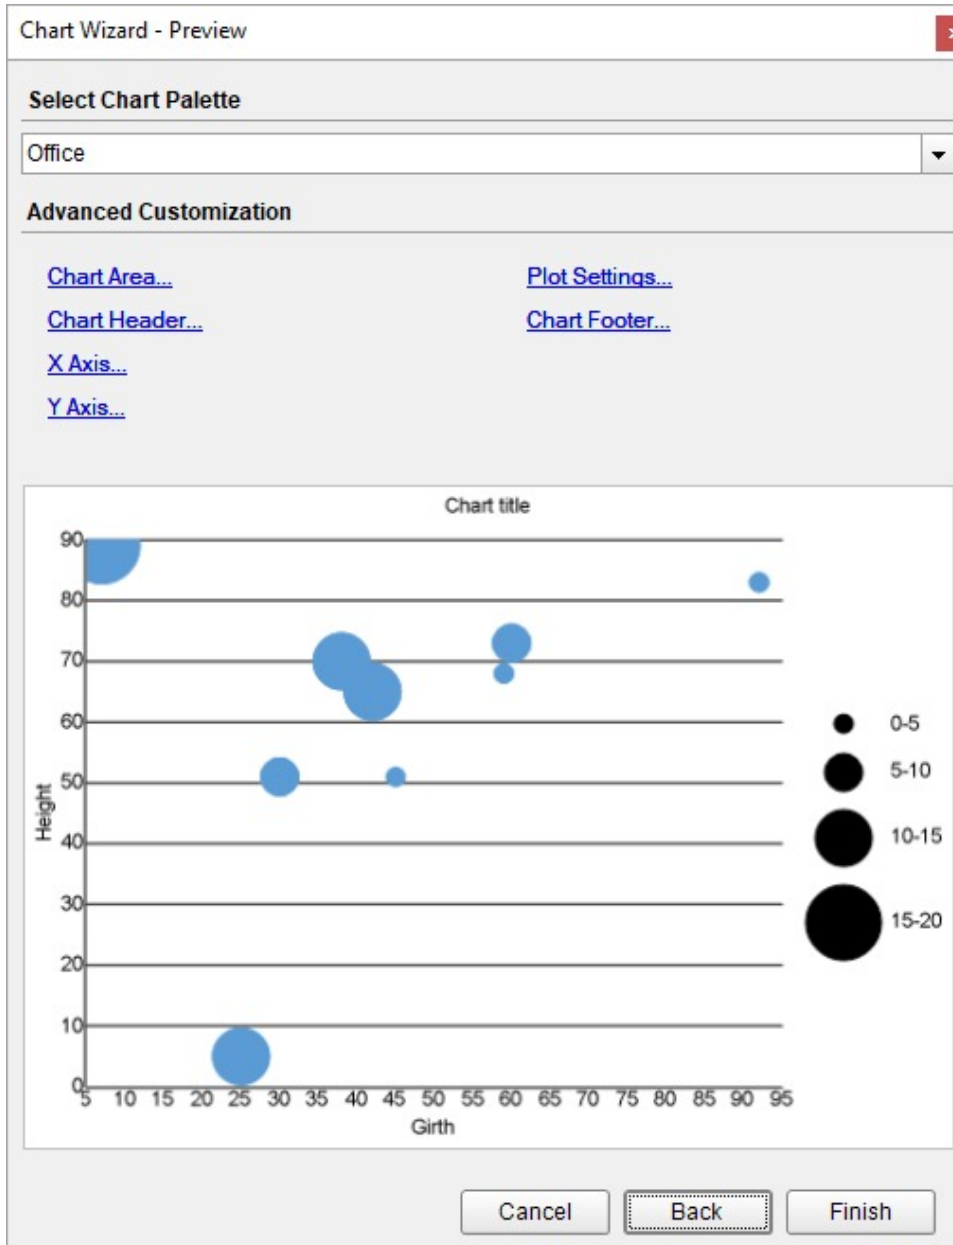 Chart Wizard - Preview
Select Chart Palette
Office
Advanced Customization
Chart Area...
Plot Settings...
Chart Header...
Chart Footer...
X Axis...
Y Axis...
Chart title
90
80
70
60
50
40
30
20
10
0
Height
5 10 15 20 25 30 35 40 45 50 55 60 65 70 75 80 85 90 95
Girth
0-5
5-10
10-15
15-20
Cancel
Back
Finish